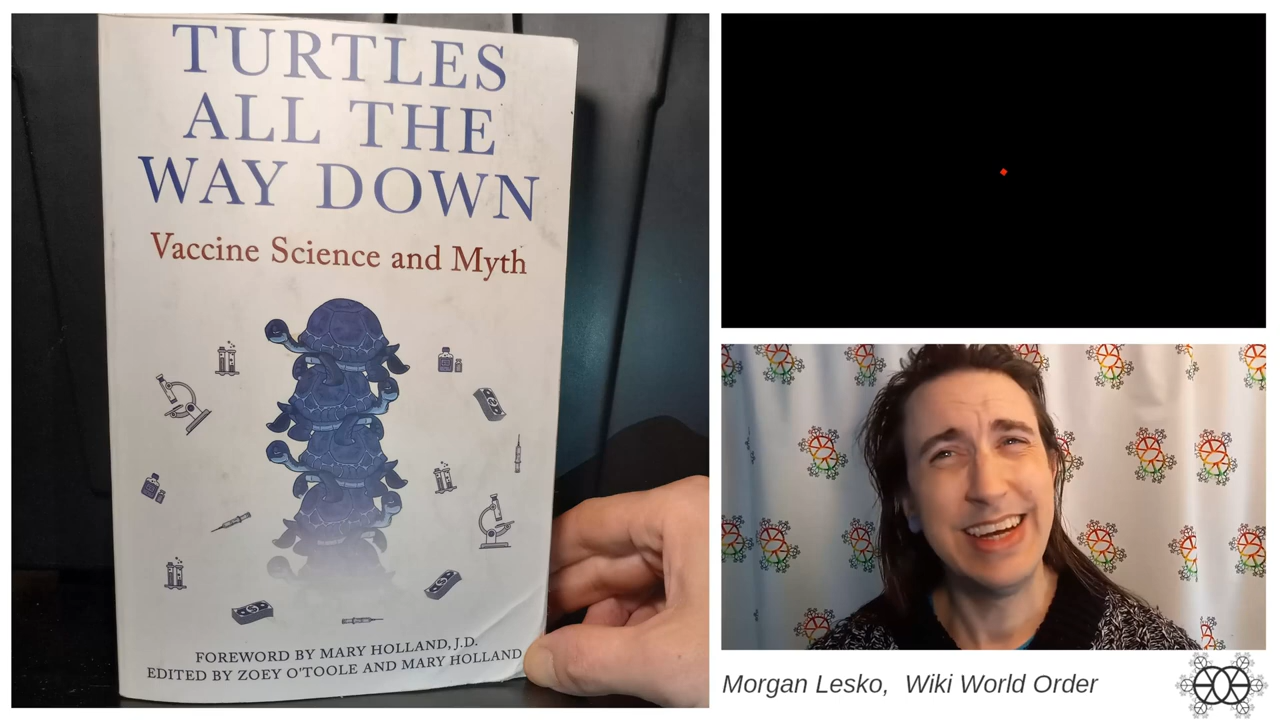 TURTLES
ALL THE
WAY DOWN
Vaccine Science and Myth
FOREWORD BY MARY HOLLAND, J.D.
EDITED BY ZOEY O'TOOLE AND MARY HOLLAND
Morgan Lesko, Wiki World Order